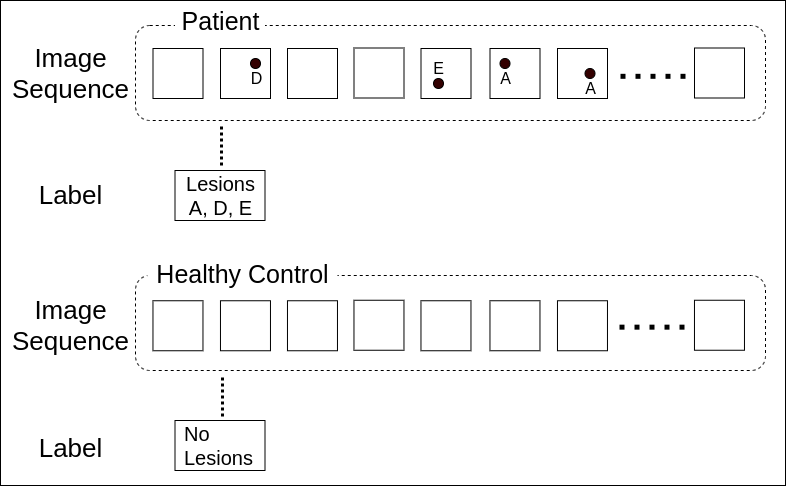 Patient
Image
Sequence
D
E
A
A
Label
Lesions
A, D, E
Healthy Control
Image
Sequence
Label
No
Lesions